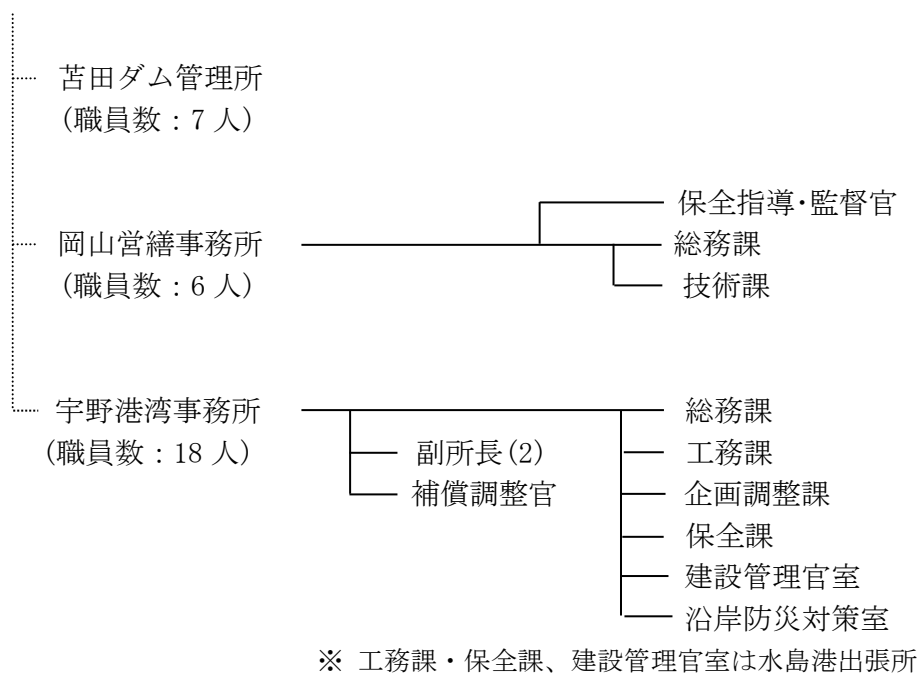 苫田ダム管理所
(職員数：7 人)
保全指導・監督官
岡山営繕事務所
総務課
(職員数：6 人)
技術課
宇野港湾事務所
総務課
(職員数：18 人)
副所長(2)
工務課
補償調整官
企画調整課
保全課
建設管理官室
沿岸防災対策室
※ 工務課・保全課、建設管理官室は水島港出張所